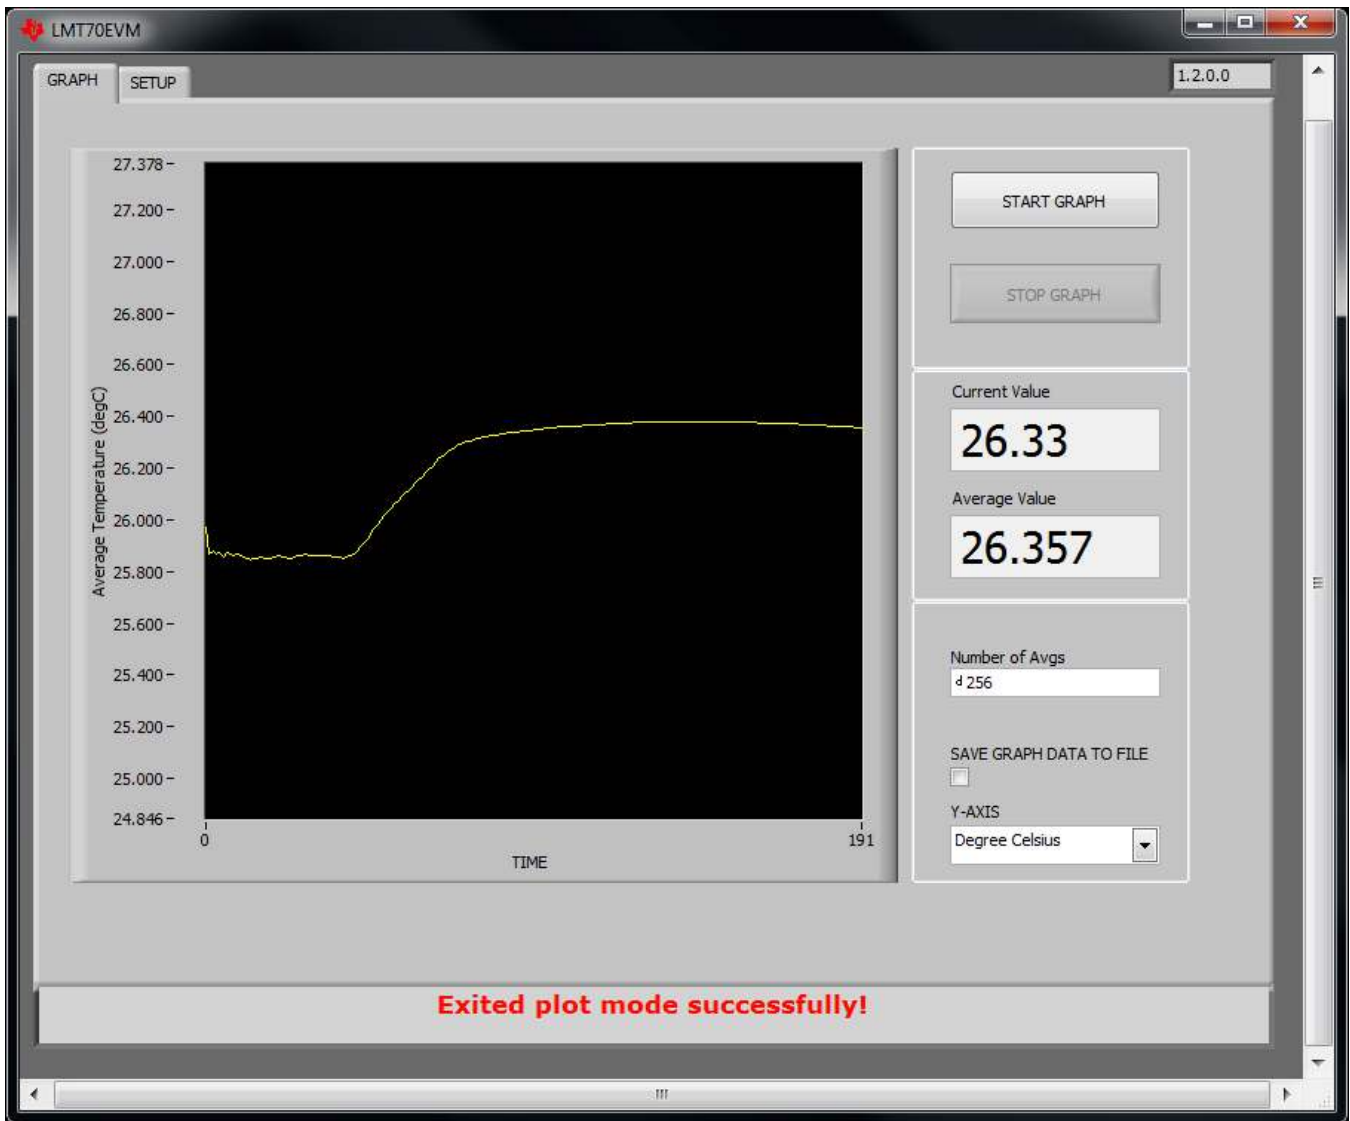 LMT70EVM
GRAPH
SETUP
1.2.0.0
27.378
27.200
27.000
26.800
26.600
26.400
26.200
26.000
25.800
25.600
25.400
25.200
25.000
24.846
Average Temperature (degC)
0
191
TIME
START GRAPH
STOP GRAPH
Current Value
26.33
Average Value
26.357
Number of Avgs
d 256
SAVE GRAPH DATA TO FILE
Y-AXIS
Degree Celsius
Exited plot mode successfully!